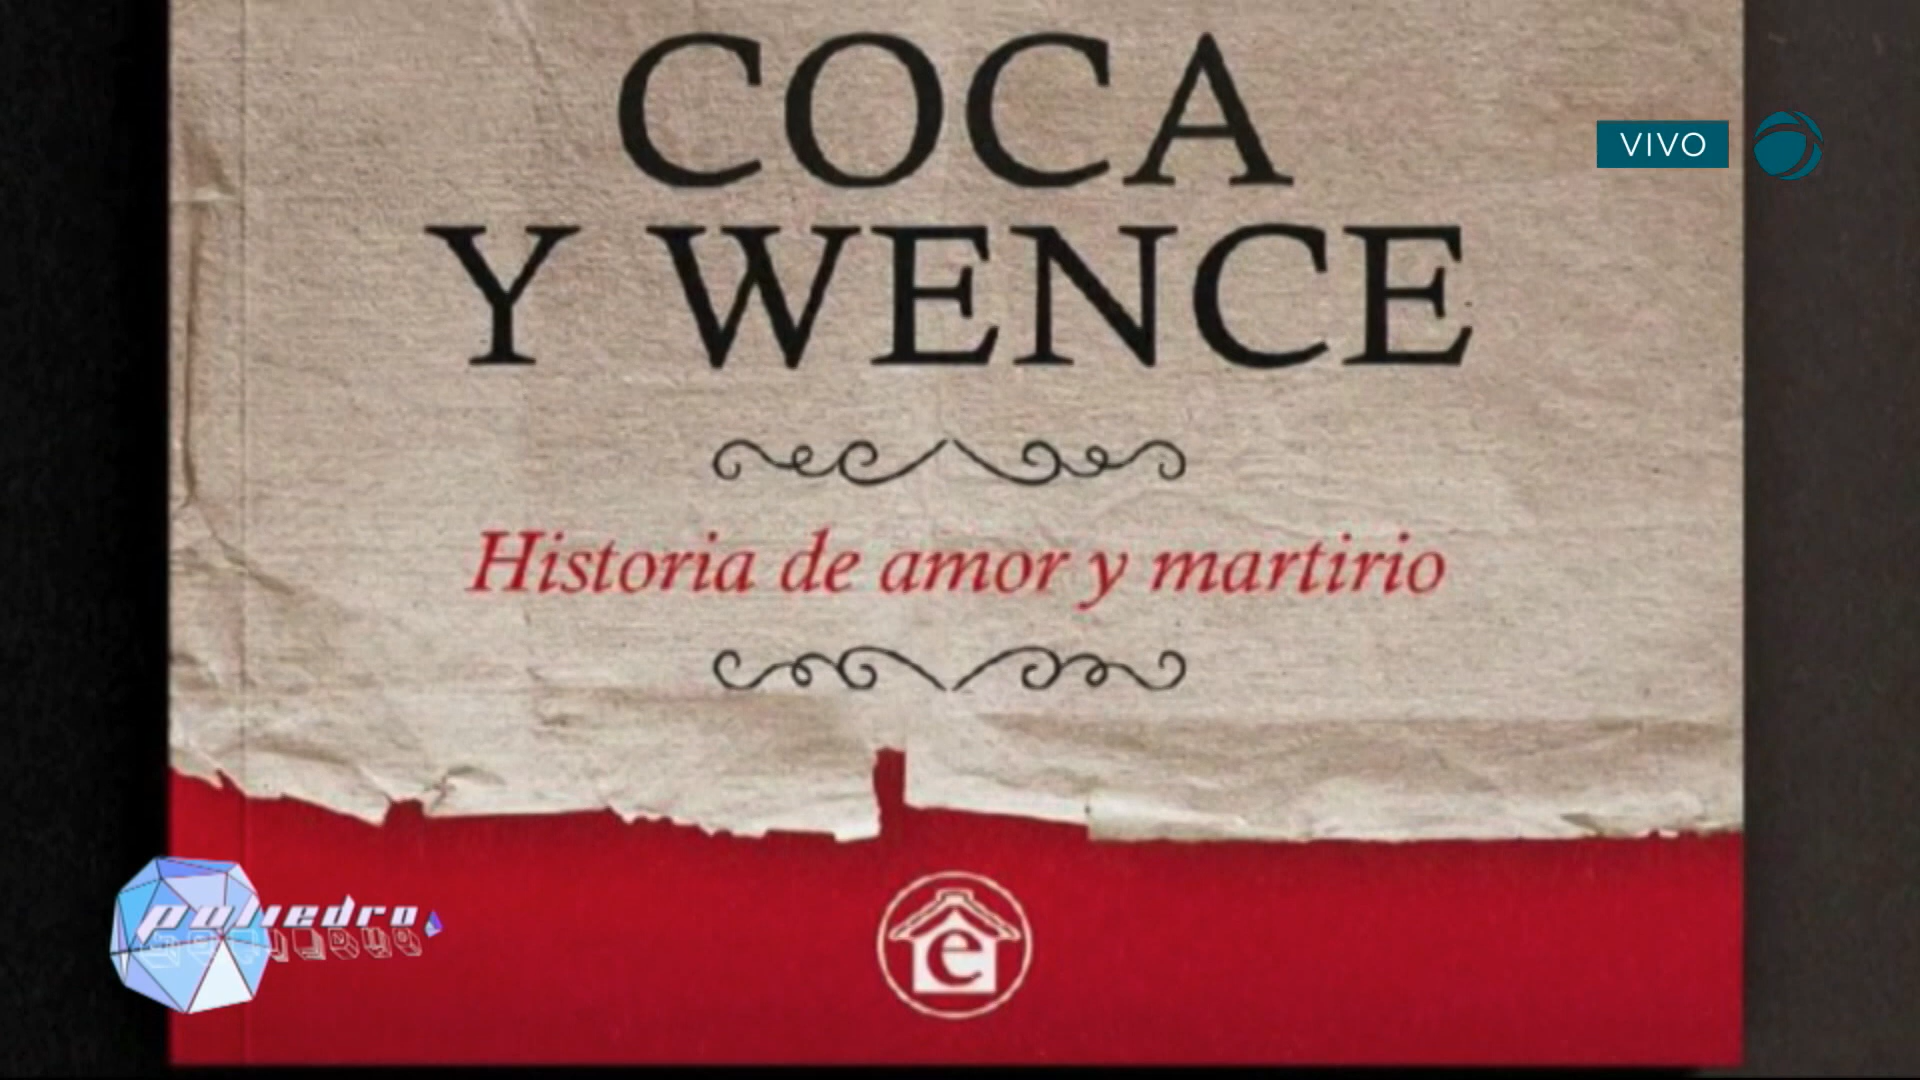 COCA
Y WENCE
VIVO
Historia de amor y martirio
poliedro
e